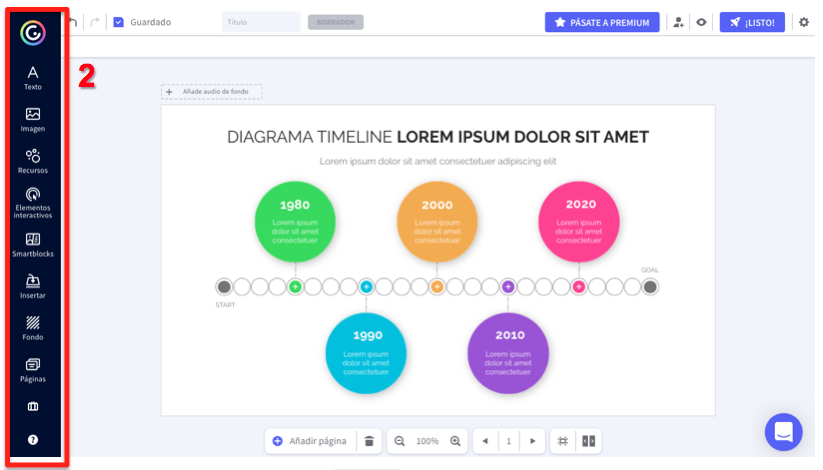 Guardado
Título
BORRADOR
PÁSATE A PREMIUM
¡LISTO!
2
Texto
Imagen
Recursos
Elementos
interactivos
Smartblocks
Insertar
Fondo
Páginas
?
+ Añade audio de fondo
DIAGRAMA TIMELINE LOREM IPSUM DOLOR SIT AMET
Lorem ipsum dolor sit amet consectetuer adipiscing elit
1980
Lorem ipsum
dolor sit amet
consectetuer
2000
Lorem ipsum
dolor sit amet
consectetuer
2020
Lorem ipsum
dolor sit amet
consectetuer
GOAL
START
1990
Lorem ipsum
dolor sit amet
consectetuer
2010
Lorem ipsum
dolor sit amet
consectetuer
Añadir página
100%
1